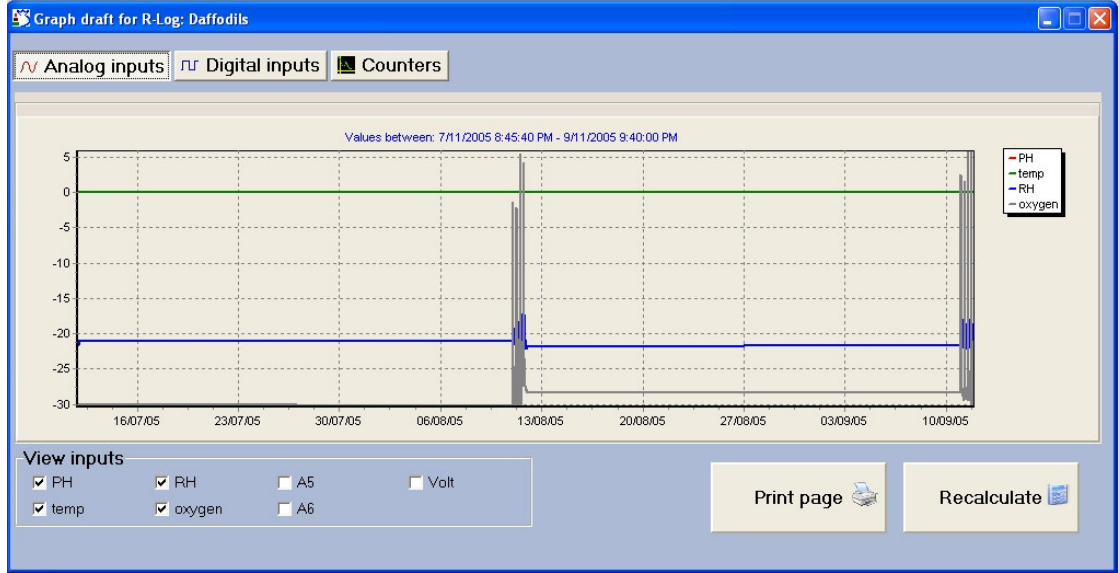 Graph draft for R-Log: Daffodils
Analog inputs Digital inputs Counters
Values between: 7/11/2005 8:45:40 PM - 9/11/2005 9:40:00 PM
5
0
-5
-10
-15
-20
-25
-30
16/07/05 23/07/05 30/07/05 06/08/05 13/08/05 20/08/05 27/08/05 03/09/05 10/09/05
PH
temp
RH
oxygen
View inputs
PH RH A5 Volt
temp oxygen A6
Print page Recalculate